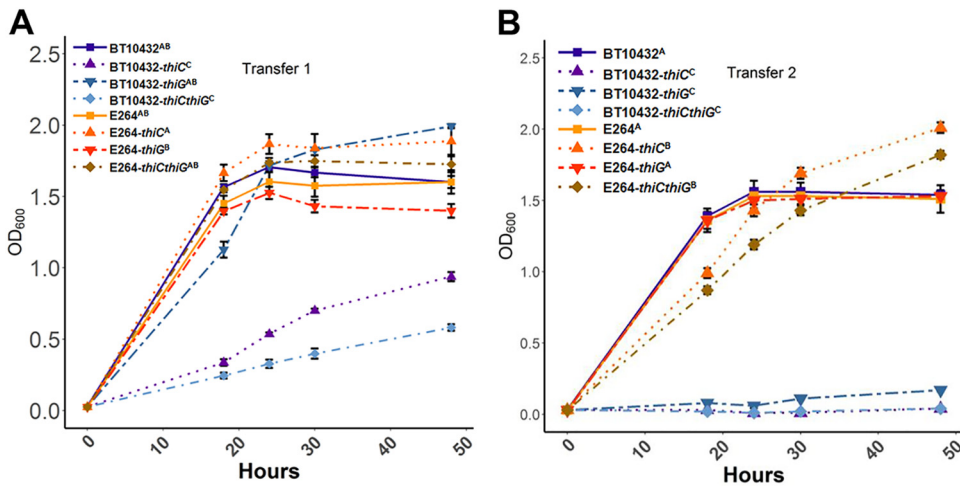 A
BT10432ᴬᴮ
BT10432-thiCᶜ
BT10432-thiGᴬᴮ
BT10432-thiCthiGᶜ
E264ᴬᴮ
E264-thiCᴬ
E264-thiGᴮ
E264-thiCthiGᴬᴮ
Transfer 1
OD₆₀₀
2.5
2.0
1.5
1.0
0.5
0.0
0 10 20 30 40 50
Hours
B
BT10432ᴬ
BT10432-thiCᶜ
BT10432-thiGᶜ
BT10432-thiCthiGᶜ
E264ᴬ
E264-thiCᴮ
E264-thiGᴬ
E264-thiCthiGᴮ
Transfer 2
OD₆₀₀
2.5
2.0
1.5
1.0
0.5
0.0
0 10 20 30 40 50
Hours